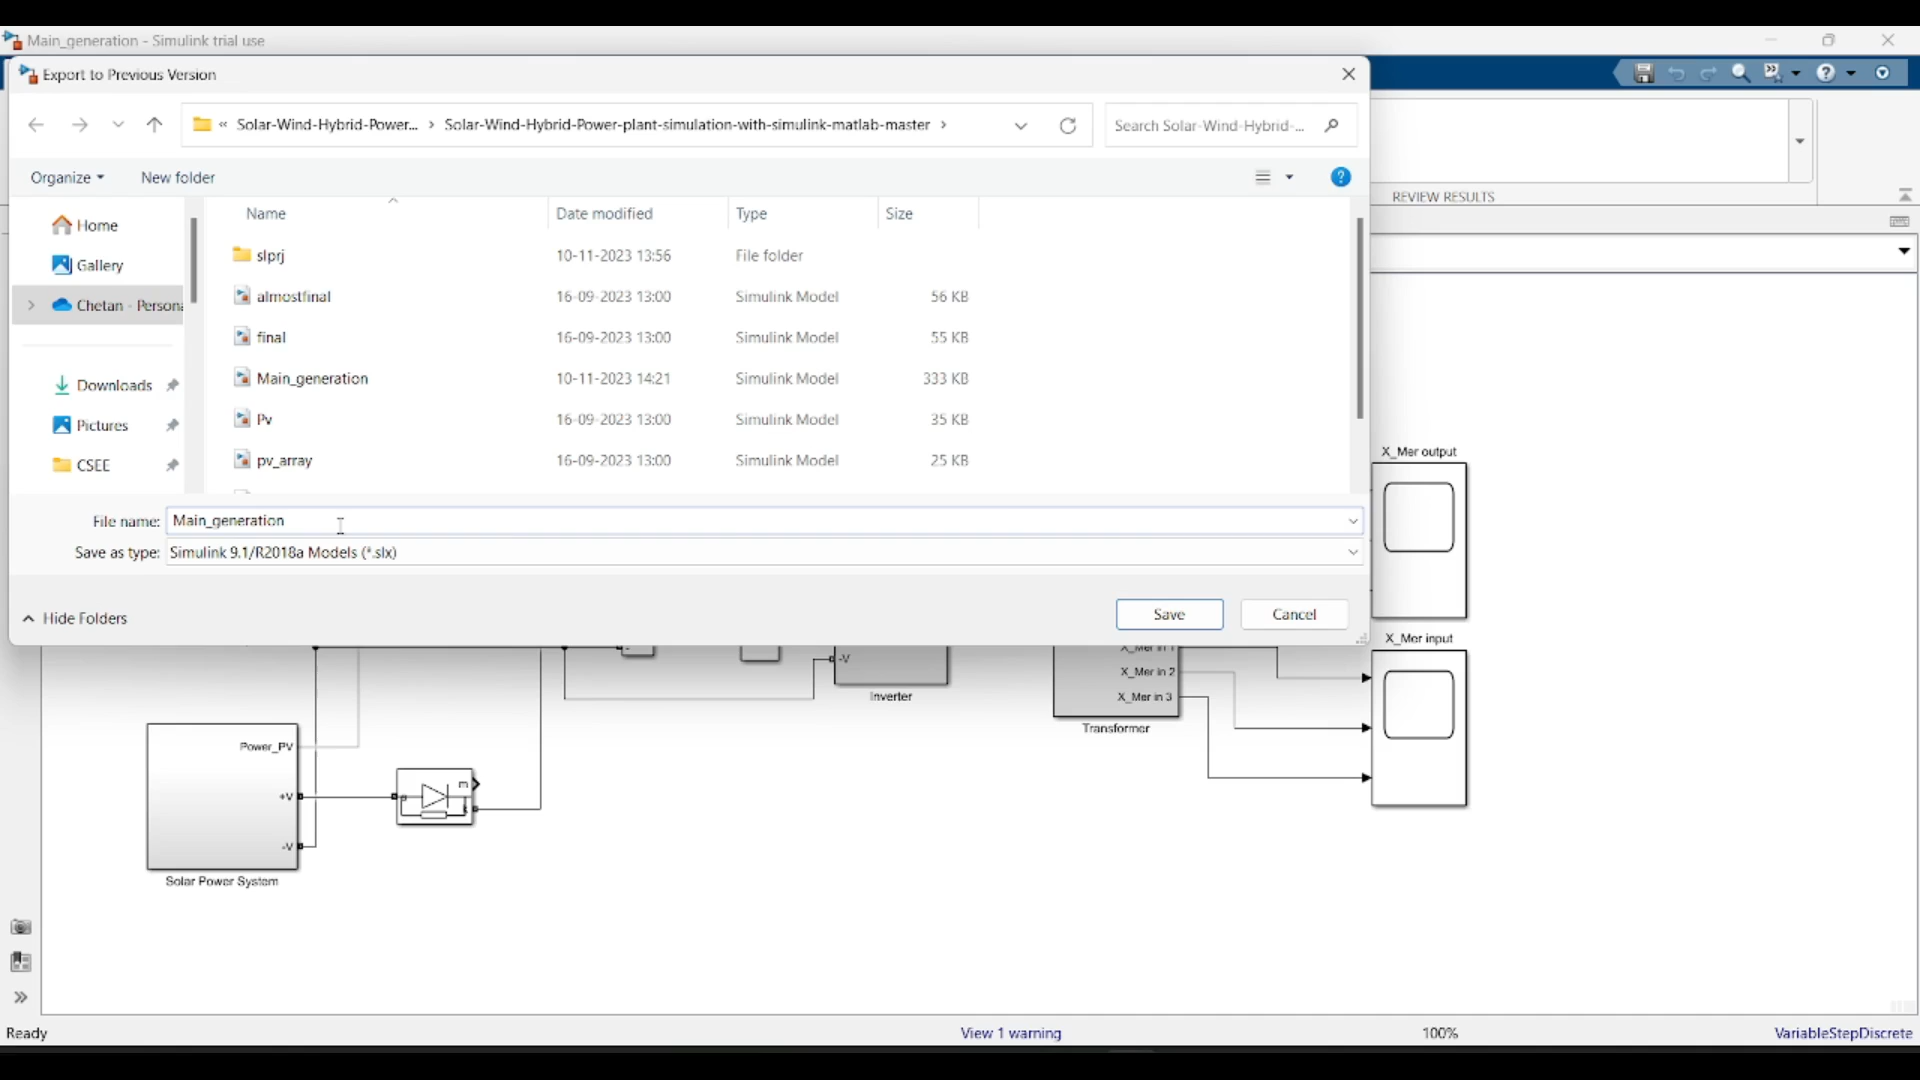 Main_generation - Simulink trial use
Export to Previous Version
« Solar-Wind-Hybrid-Power... › Solar-Wind-Hybrid-Power-plant-simulation-with-simulink-matlab-master ›
Search Solar-Wind-Hybrid-...
Organize
New folder
REVIEW RESULTS
Name Date modified Type Size
Home
Gallery
Chetan - Persona
Downloads
Pictures
CSEE
slprj 10-11-2023 13:56 File folder
almostfinal 16-09-2023 13:00 Simulink Model 56 KB
final 16-09-2023 13:00 Simulink Model 55 KB
Main_generation 10-11-2023 14:21 Simulink Model 333 KB
Pv 16-09-2023 13:00 Simulink Model 35 KB
pv_array 16-09-2023 13:00 Simulink Model 25 KB
File name: Main_generation
Save as type: Simulink 9.1/R2018a Models (*.slx)
Hide Folders
Save
Cancel
X_Mer output
X_Mer input
-V
Inverter
X_Mer in 1
X_Mer in 2
X_Mer in 3
Transformer
Power_PV
+V
-V
Solar Power System
m
Ready
View 1 warning
100%
VariableStepDiscrete